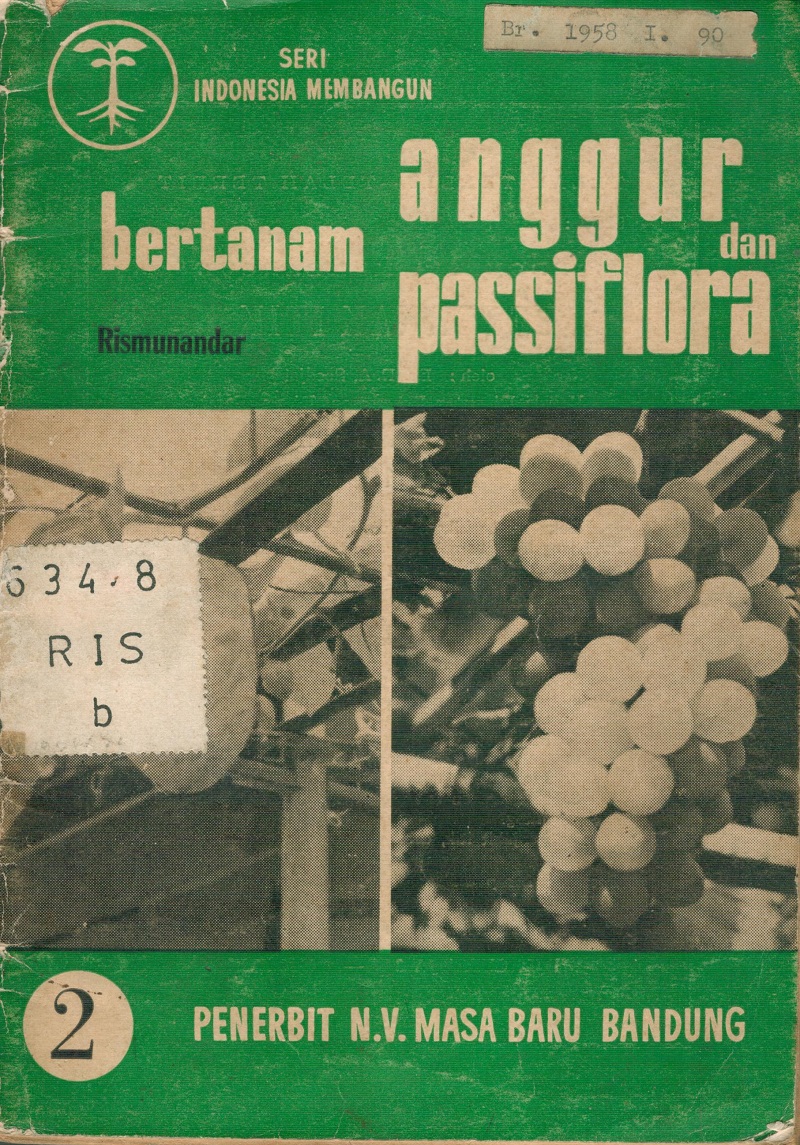 Br. 1958 I. 90
SERI
INDONESIA MEMBANGUN
bertanam anggur
dan
passiflora
Rismunandar
634.8
RIS
b
2
PENERBIT N.V. MASA BARU BANDUNG